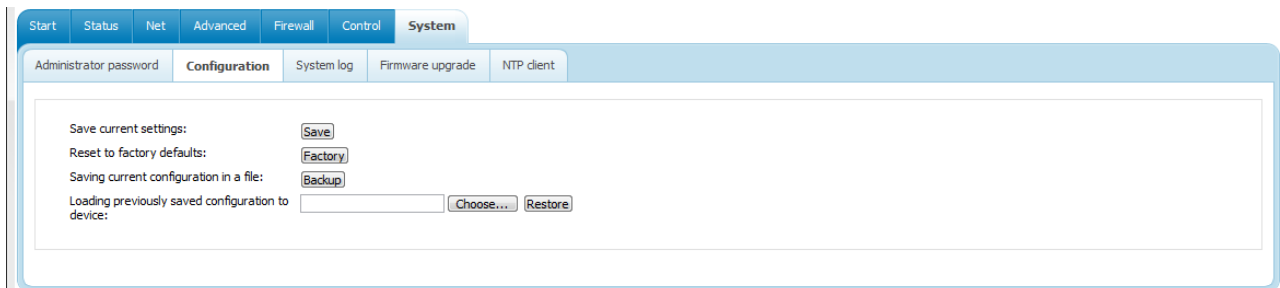 Start Status Net Advanced Firewall Control System
Administrator password Configuration System log Firmware upgrade NTP client
Save current settings: Save
Reset to factory defaults: Factory
Saving current configuration in a file: Backup
Loading previously saved configuration to
device: Choose... Restore